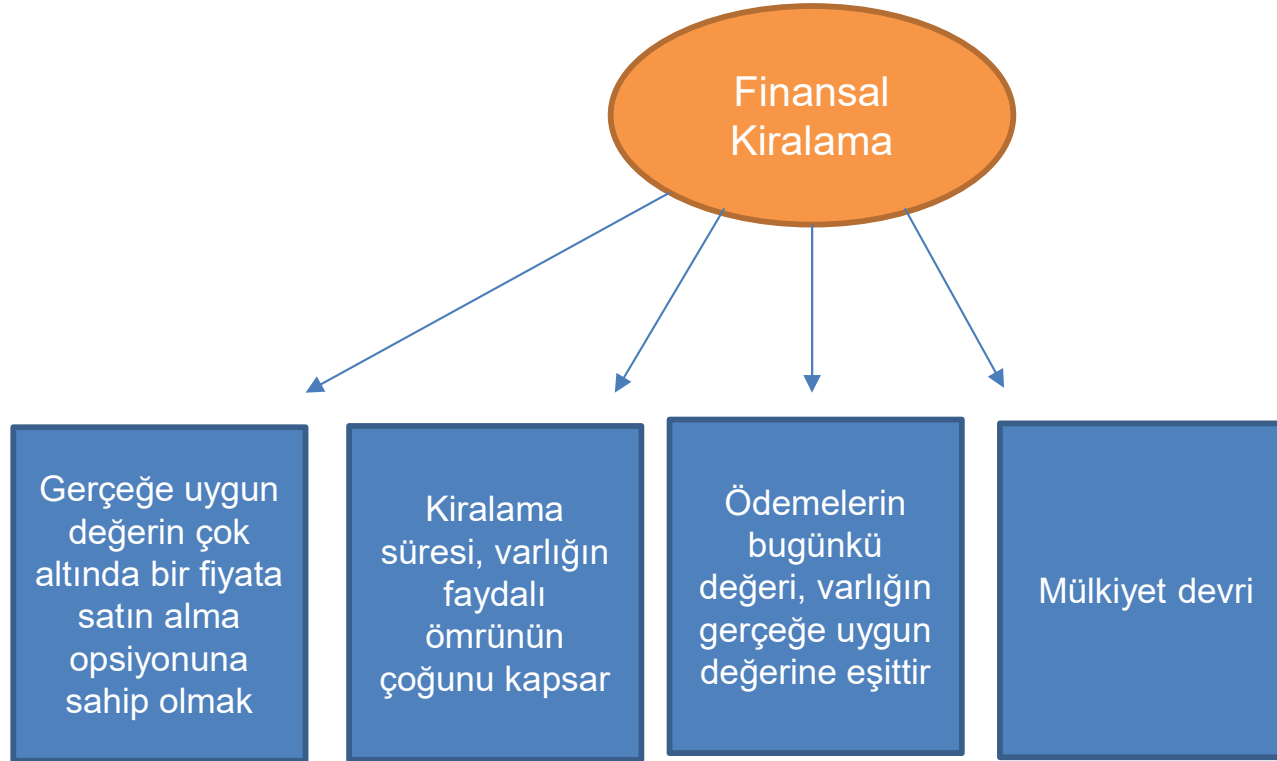 Finansal
Kiralama
Gerçeğe uygun
değerin çok
altında bir fiyata
satın alma
opsiyonuna
sahip olmak
Kiralama
süresi, varlığın
faydalı
ömrünün
çoğunu kapsar
Ödemelerin
bugünkü
değeri, varlığın
gerçeğe uygun
değerine eşittir
Mülkiyet devri